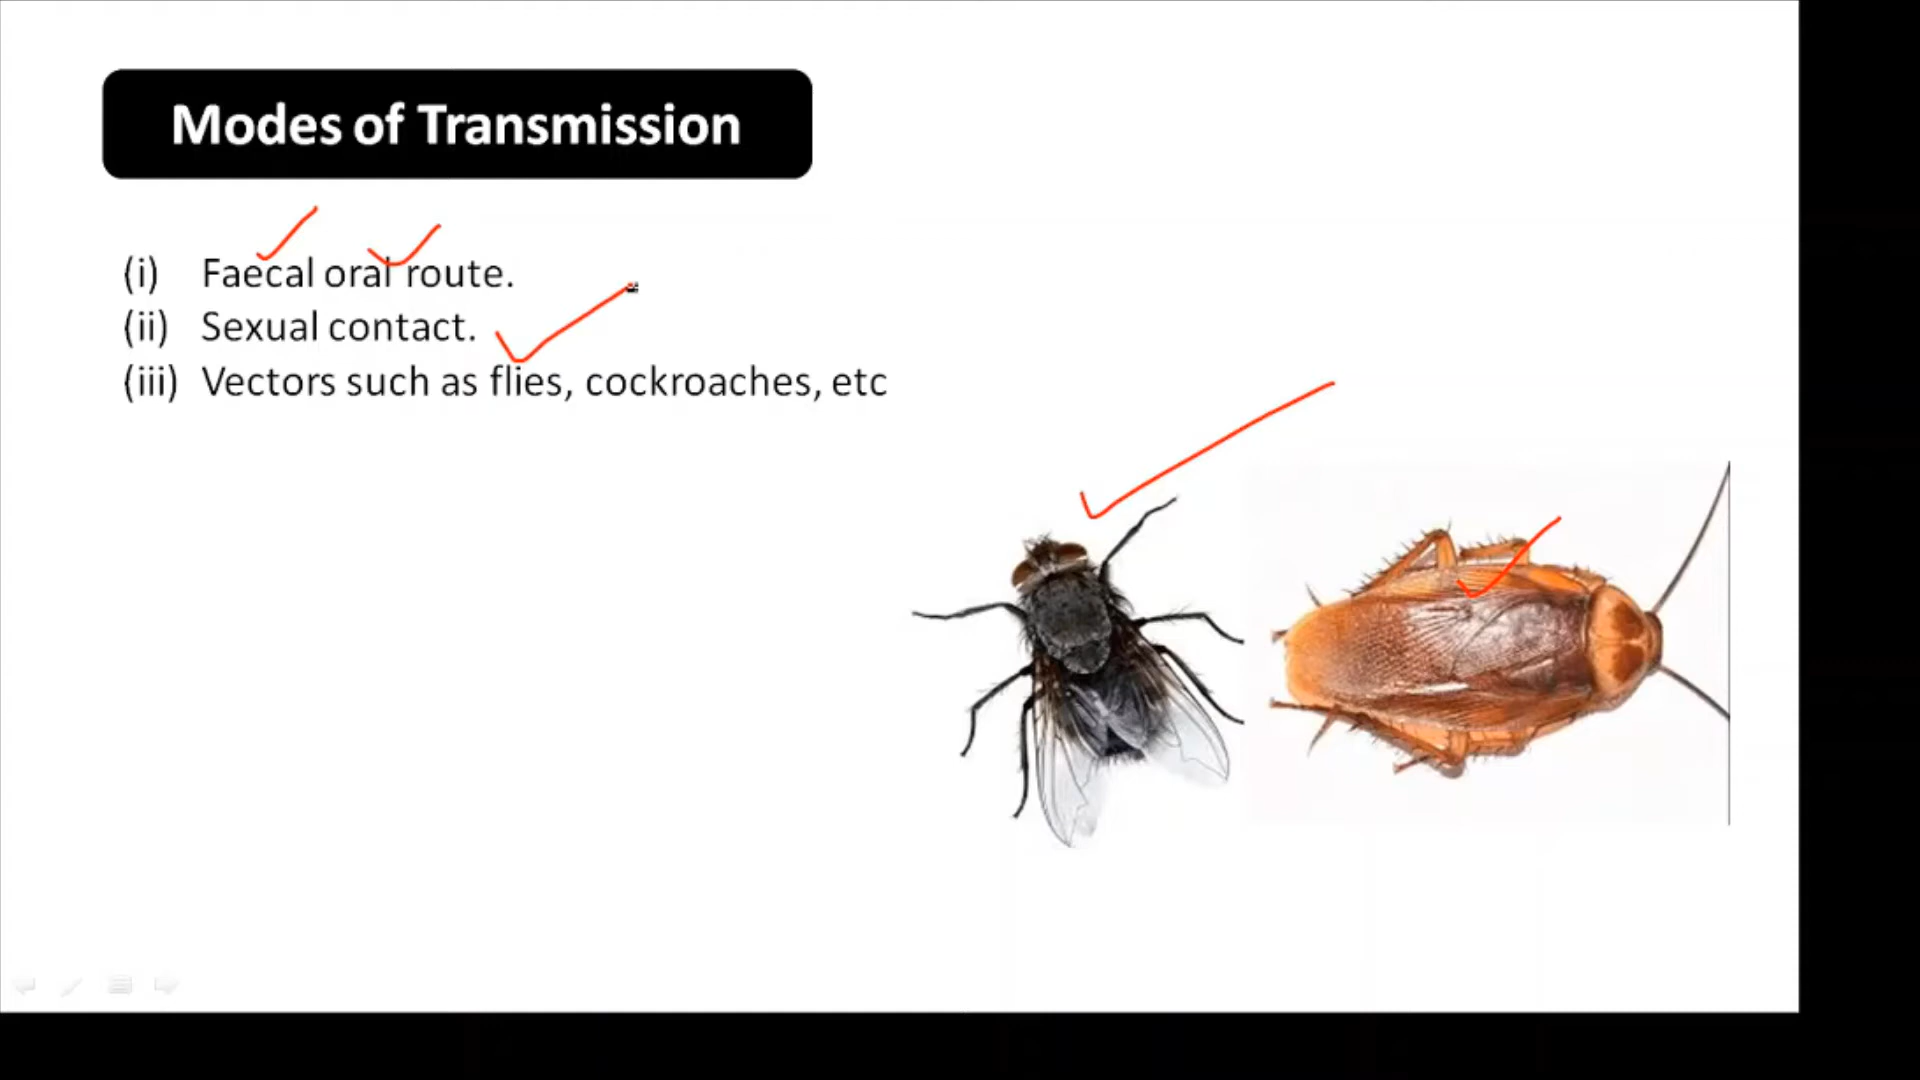 Modes of Transmission
(i) Faecal oral route.
(ii) Sexual contact.
(iii) Vectors such as flies, cockroaches, etc